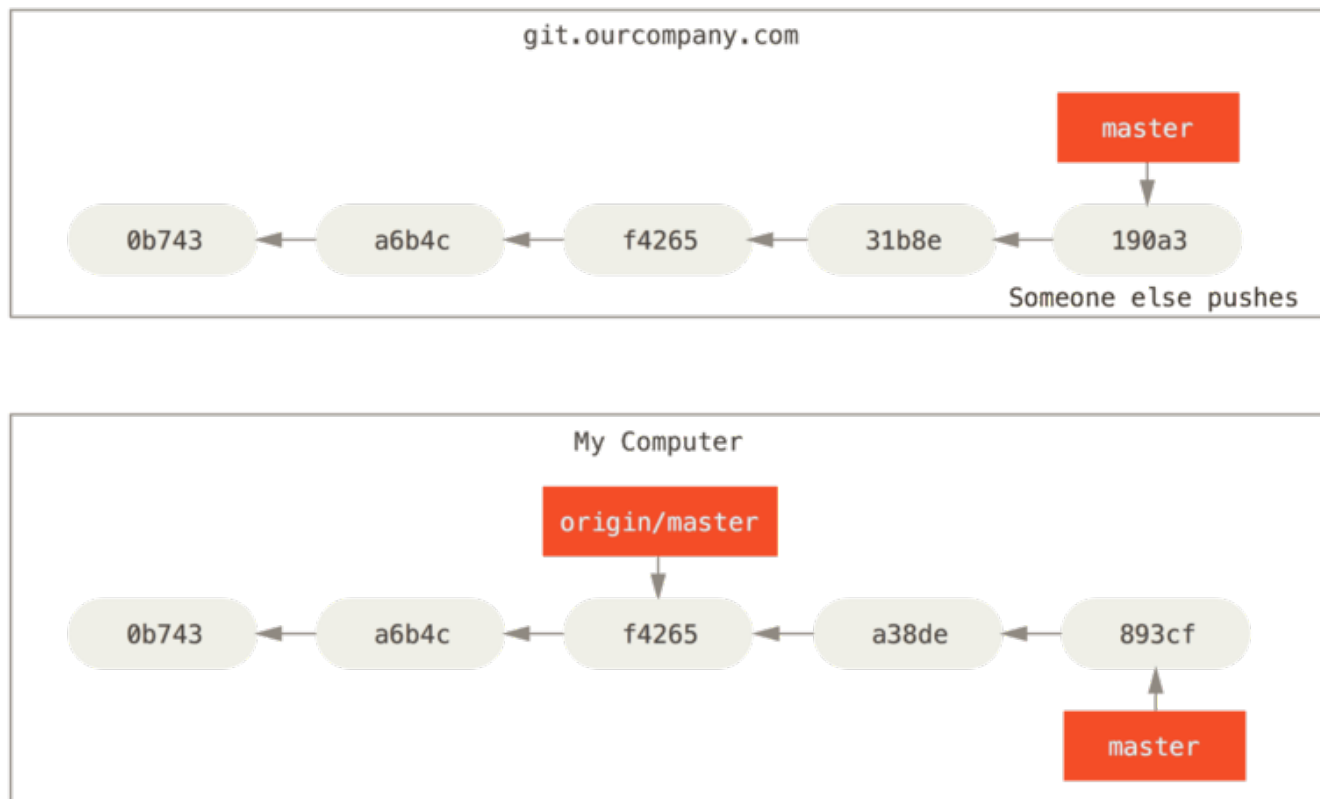 git.ourcompany.com
master
0b743 a6b4c f4265 31b8e 190a3
Someone else pushes
My Computer
origin/master
0b743 a6b4c f4265 a38de 893cf
master